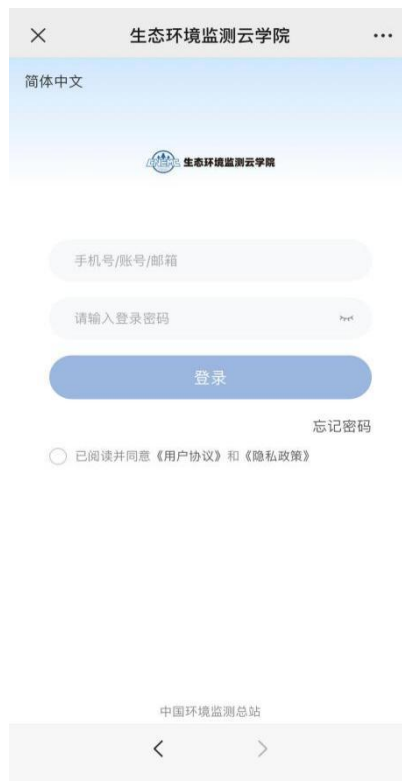 生态环境监测云学院
简体中文
生态环境监测云学院
手机号/账号/邮箱
请输入登录密码
登录
忘记密码
已阅读并同意《用户协议》和《隐私政策》
中国环境监测总站